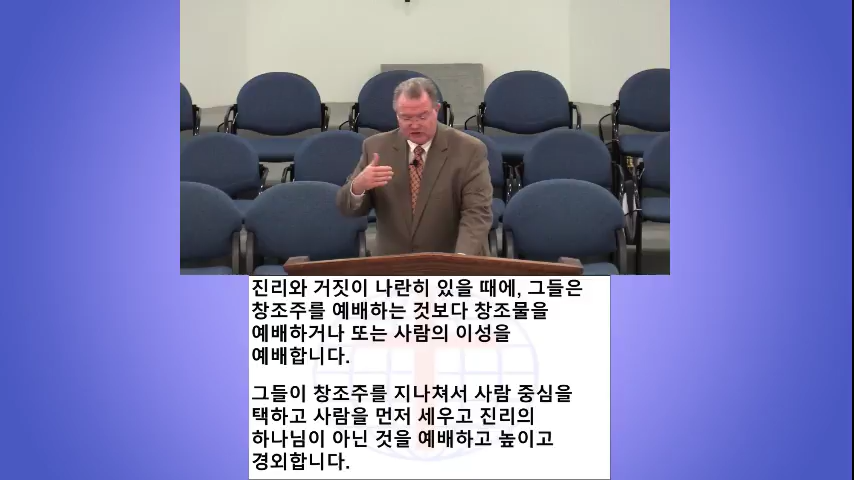 진리와 거짓이 나란히 있을 때에, 그들은
창조주를 예배하는 것보다 창조물을
예배하거나 또는 사람의 이성을
예배합니다.
그들이 창조주를 지나쳐서 사람 중심을
택하고 사람을 먼저 세우고 진리의
하나님이 아닌 것을 예배하고 높이고
경외합니다.